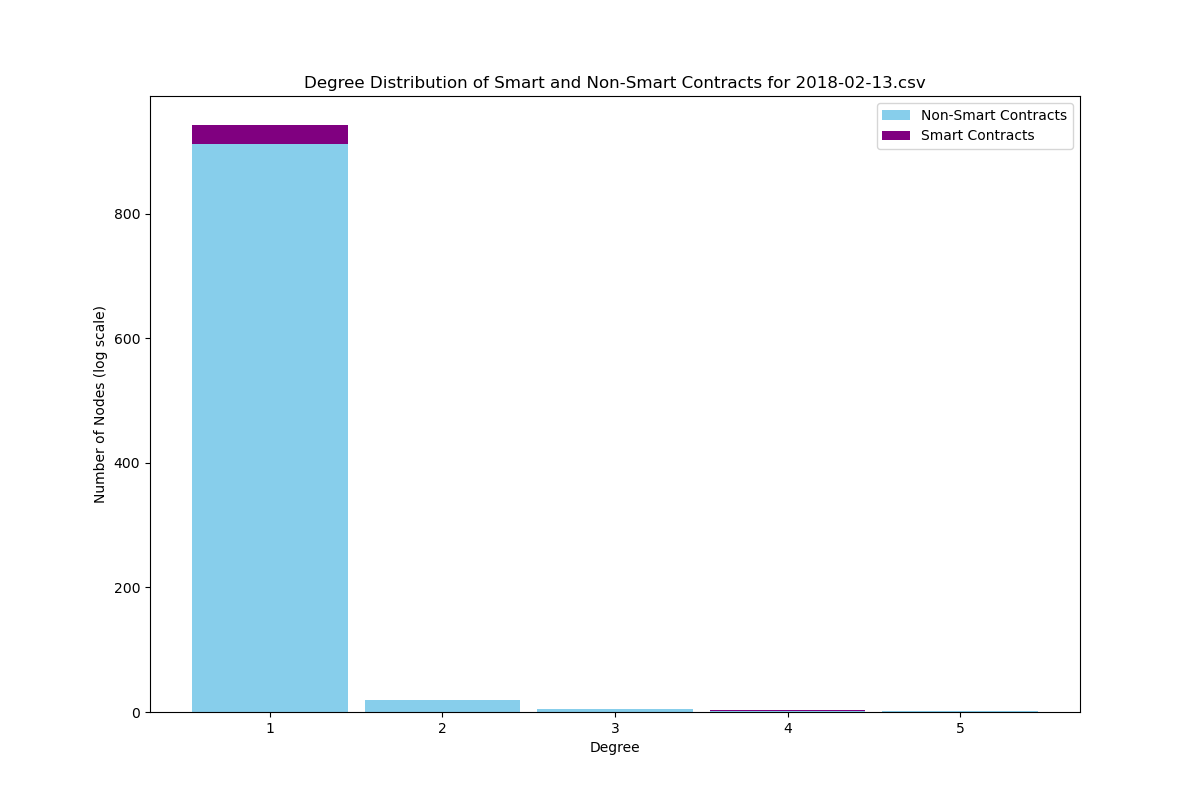 Degree Distribution of Smart and Non-Smart Contracts for 2018-02-13.csv
Non-Smart Contracts
Smart Contracts
Number of Nodes (log scale)
800
600
400
200
0
1 2 3 4 5
Degree